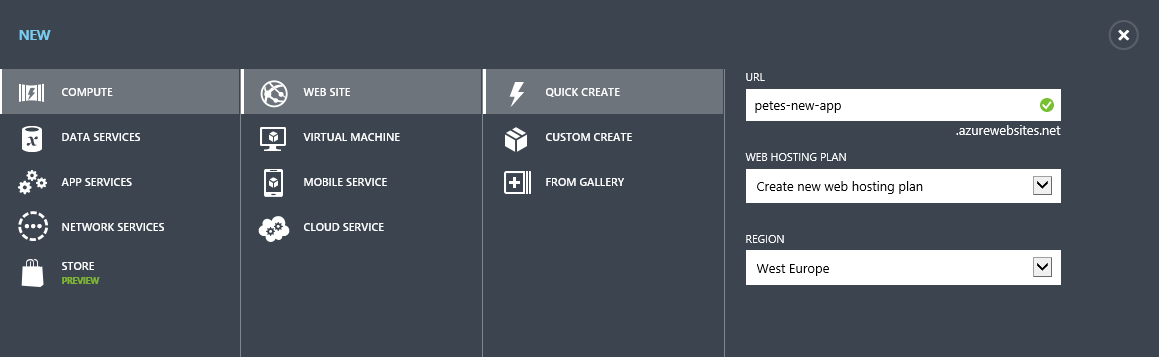 NEW
COMPUTE
DATA SERVICES
APP SERVICES
NETWORK SERVICES
STORE
PREVIEW
WEB SITE
VIRTUAL MACHINE
MOBILE SERVICE
CLOUD SERVICE
QUICK CREATE
CUSTOM CREATE
FROM GALLERY
URL
petes-new-app
.azurewebsites.net
WEB HOSTING PLAN
Create new web hosting plan
REGION
West Europe